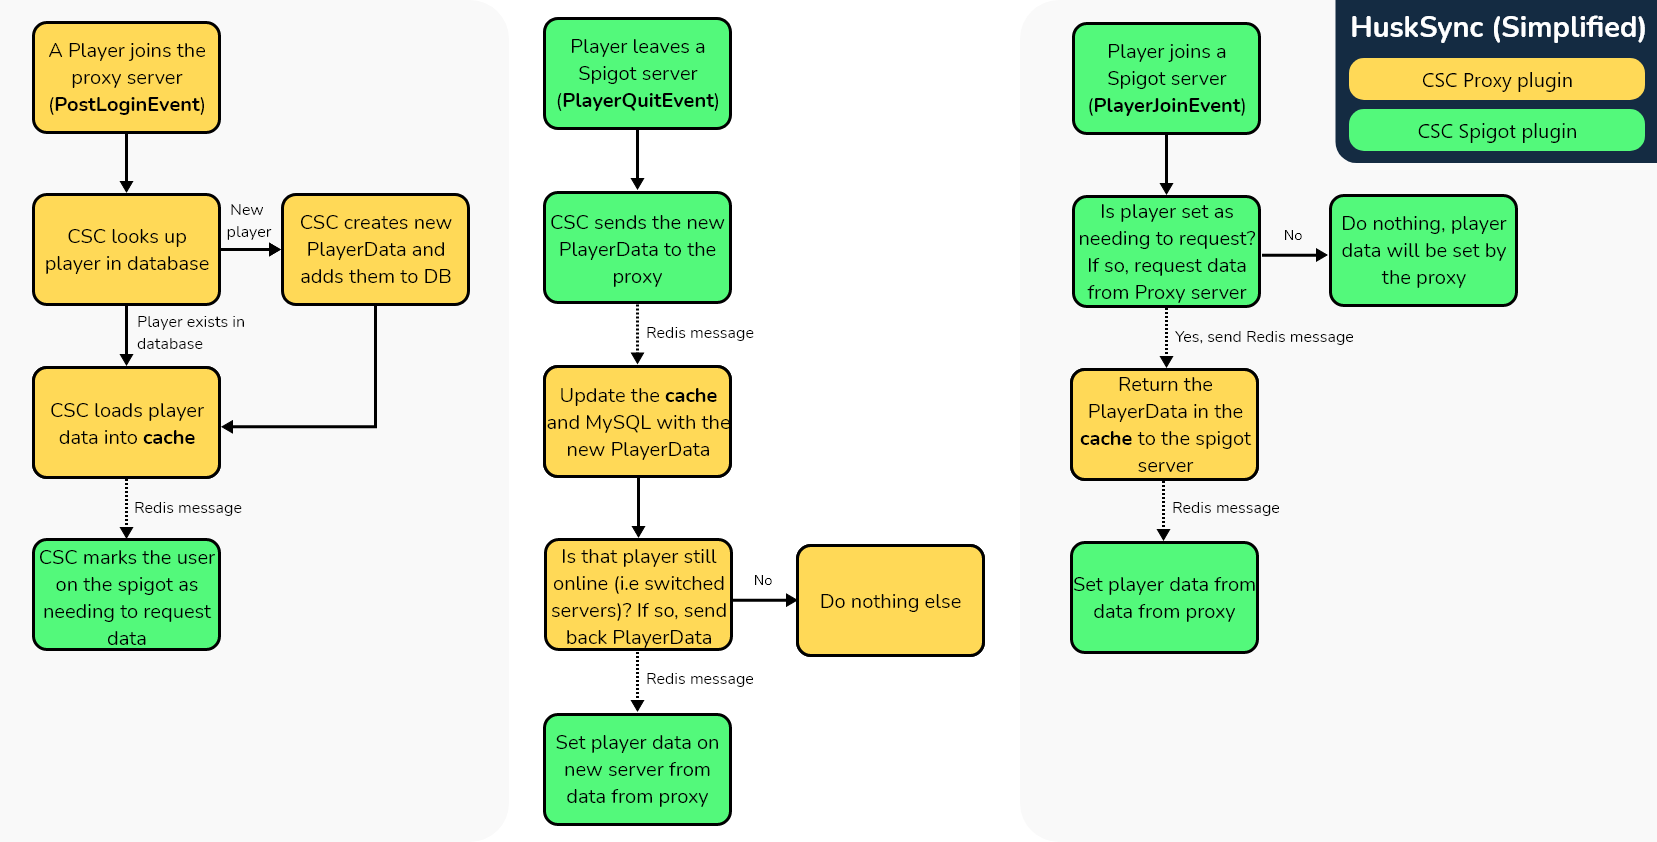 A Player joins the
proxy server
(PostLoginEvent)
CSC looks up
player in database
New
player
CSC creates new
PlayerData and
adds them to DB
Player exists in
database
CSC loads player
data into cache
Redis message
CSC marks the user
on the spigot as
needing to request
data
Player leaves a
Spigot server
(PlayerQuitEvent)
CSC sends the new
PlayerData to the
proxy
Redis message
Update the cache
and MySQL with the
new PlayerData
Is that player still
online (i.e switched
servers)? If so, send
back PlayerData
No
Do nothing else
Redis message
Set player data on
new server from
data from proxy
Player joins a
Spigot server
(PlayerJoinEvent)
Is player set as
needing to request?
If so, request data
from Proxy server
No
Do nothing, player
data will be set by
the proxy
Yes, send Redis message
Return the
PlayerData in the
cache to the spigot
server
Redis message
Set player data from
data from proxy
HuskSync (Simplified)
CSC Proxy plugin
CSC Spigot plugin